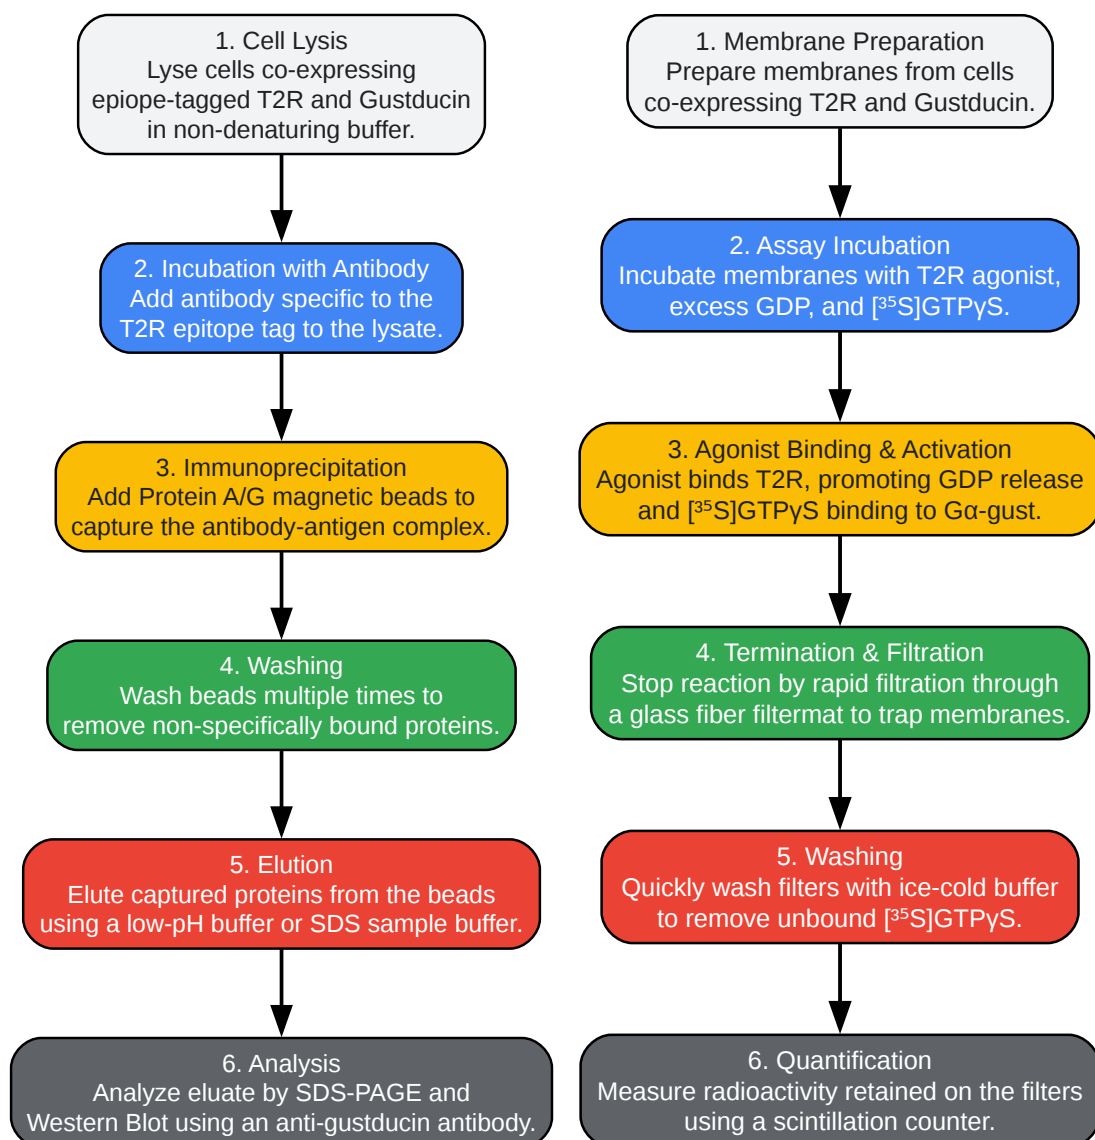 1. Cell Lysis
Lyse cells co-expressing
epiope-tagged T2R and Gustducin
in non-denaturing buffer.
2. Incubation with Antibody
Add antibody specific to the
T2R epitope tag to the lysate.
3. Immunoprecipitation
Add Protein A/G magnetic beads to
capture the antibody-antigen complex.
4. Washing
Wash beads multiple times to
remove non-specifically bound proteins.
5. Elution
Elute captured proteins from the beads
using a low-pH buffer or SDS sample buffer.
6. Analysis
Analyze eluate by SDS-PAGE and
Western Blot using an anti-gustducin antibody.
1. Membrane Preparation
Prepare membranes from cells
co-expressing T2R and Gustducin.
2. Assay Incubation
Incubate membranes with T2R agonist,
excess GDP, and [³⁵S]GTPγS.
3. Agonist Binding & Activation
Agonist binds T2R, promoting GDP release
and [³⁵S]GTPγS binding to Gα-gust.
4. Termination & Filtration
Stop reaction by rapid filtration through
a glass fiber filtermat to trap membranes.
5. Washing
Quickly wash filters with ice-cold buffer
to remove unbound [³⁵S]GTPγS.
6. Quantification
Measure radioactivity retained on the filters
using a scintillation counter.